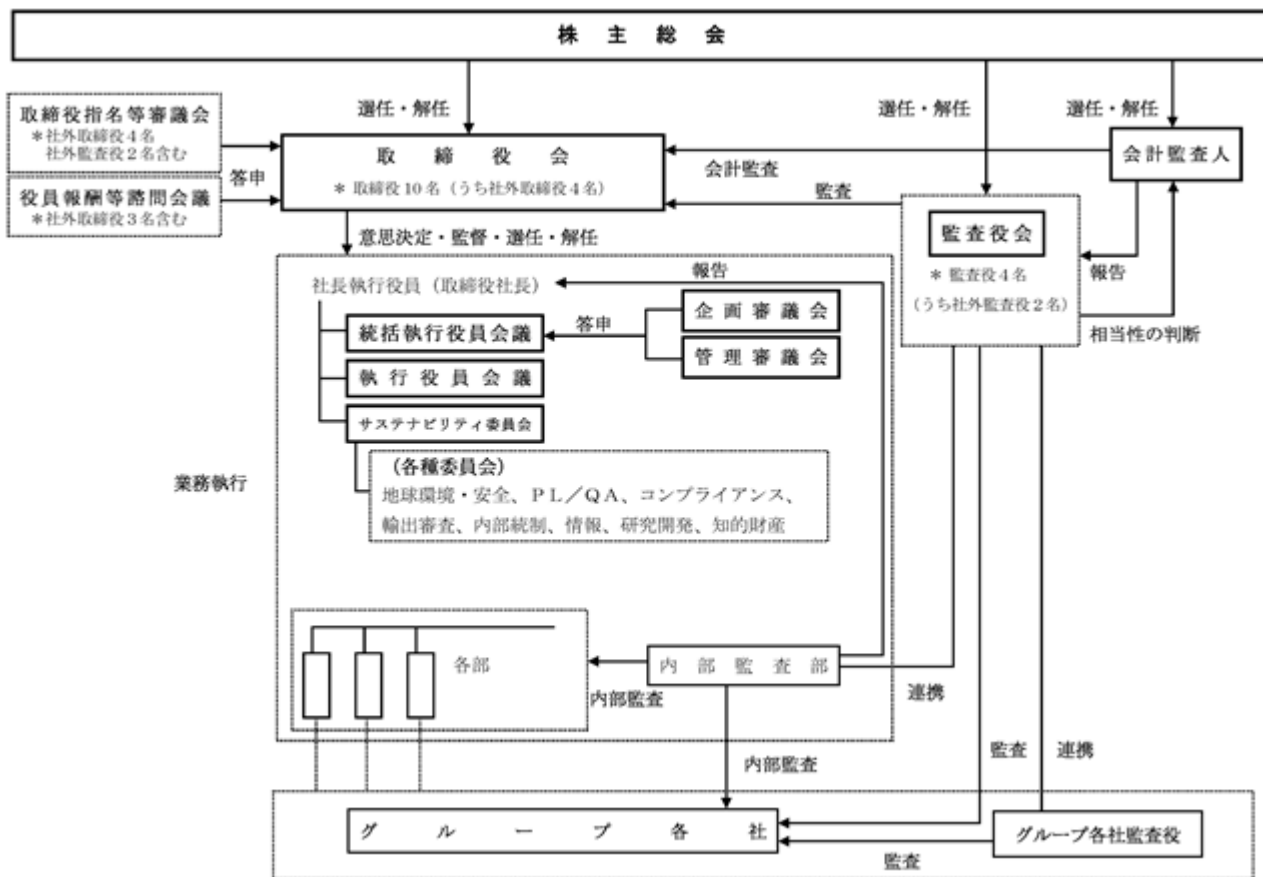 株主総会
選任・解任
選任・解任
選任・解任
取締役指名等審議会
＊社外取締役４名
社外監査役２名含む
答申
役員報酬等諮問会議
＊社外取締役３名含む
取締役会
＊ 取締役１０名（うち社外取締役４名）
会計監査
監査
会計監査人
監査役会
＊ 監査役４名
（うち社外監査役２名）
報告
相当性の判断
意思決定・監督・選任・解任
業務執行
社長執行役員（取締役社長）
報告
統括執行役員会議
答申
企画審議会
管理審議会
執行役員会議
サステナビリティ委員会
（各種委員会）
地球環境・安全、ＰＬ／ＱＡ、コンプライアンス、
輸出審査、内部統制、情報、研究開発、知的財産
各部
内部監査
内部監査部
連携
内部監査
監査
連携
グループ各社
監査
グループ各社監査役